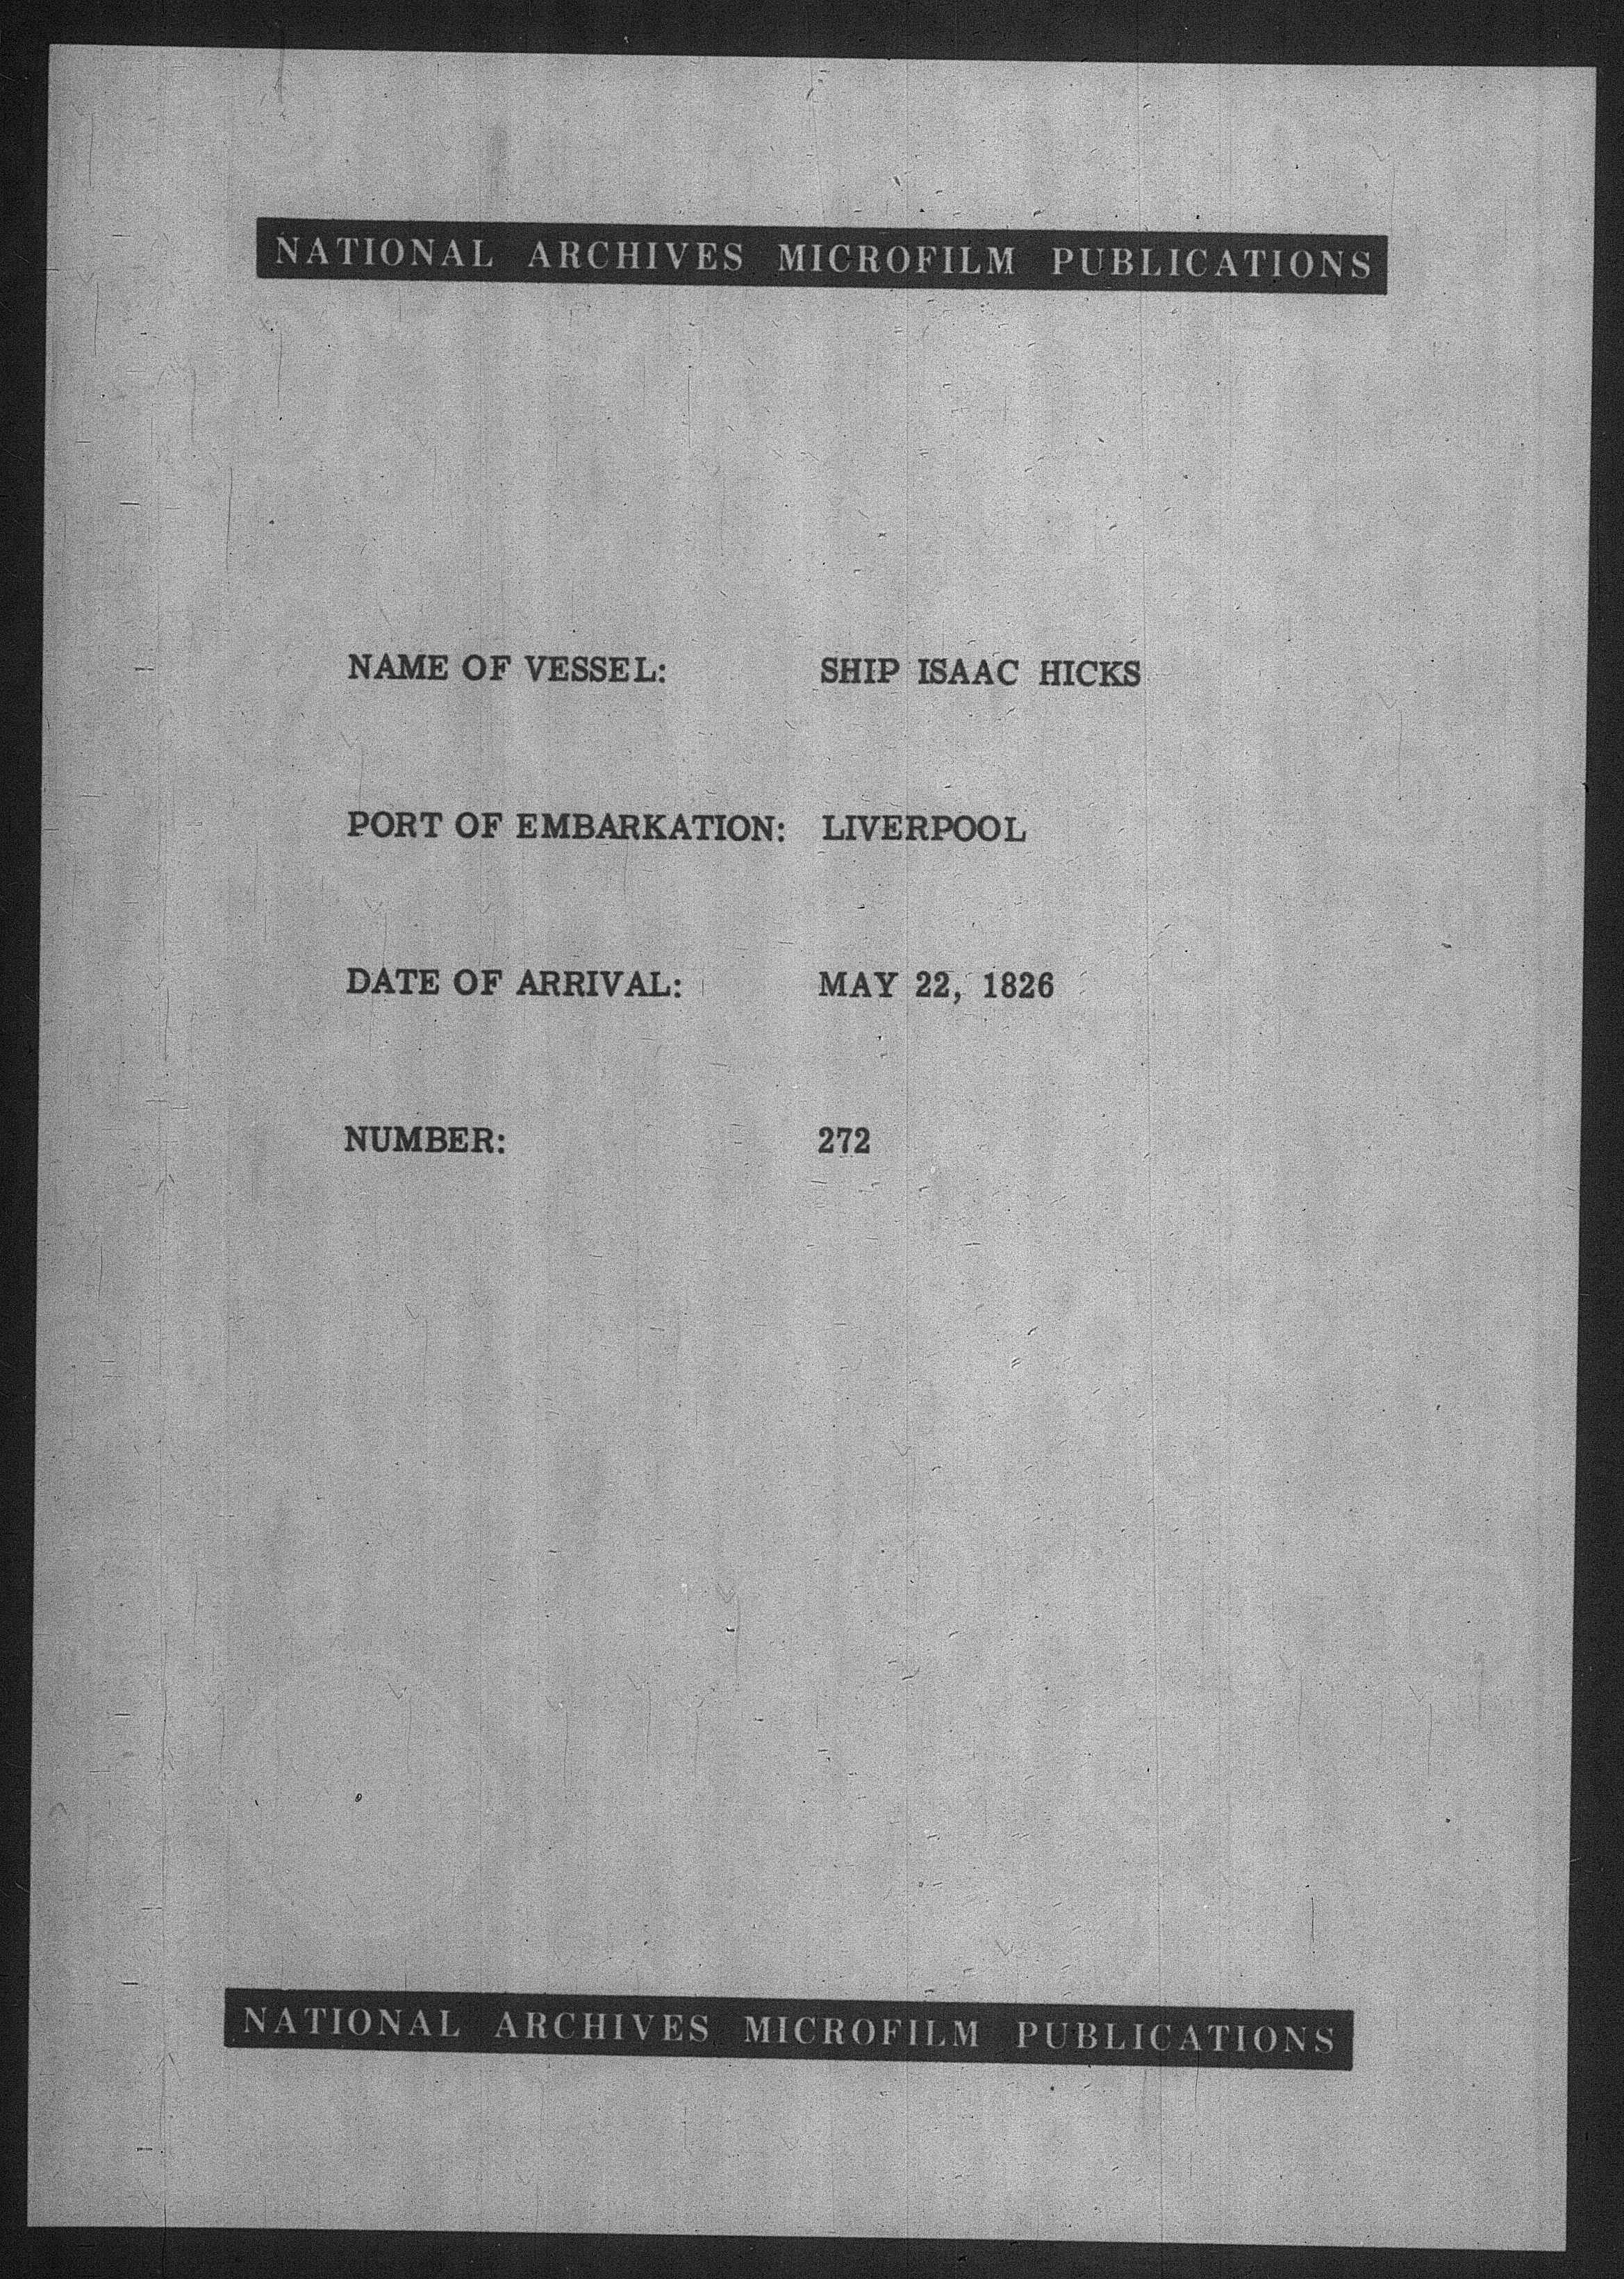 NATIONAL ARCHIVES MICROFILM PUBLICATIONS
NAME OF VESSEL: SHIP ISAAC HICKS
PORT OF EMBARKATION: LIVERPOOL
DATE OF ARRIVAL: MAY 22, 1826
NUMBER: 272
NATIONAL ARCHIVES MICROFILM PUBLICATIONS